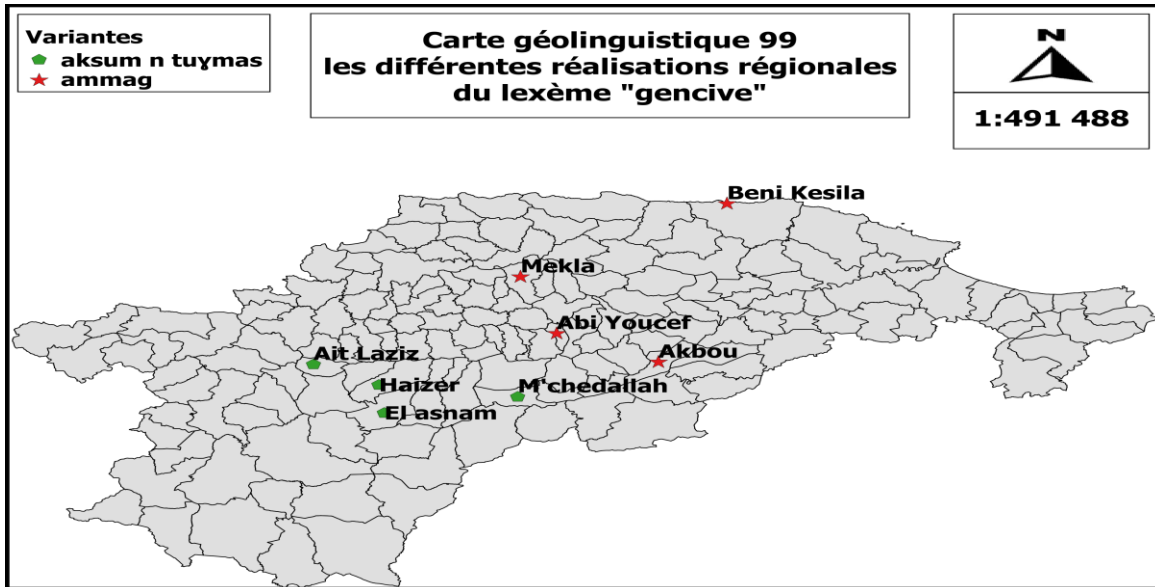 Variantes
aksum n tuɣmas
ammag
Carte géolinguistique 99
les différentes réalisations régionales
du lexème "gencive"
N
1:491 488
Beni Kesila
Mekla
Abi Youcef
Ait Laziz
Akbou
Haizer
M'chedallah
El asnam